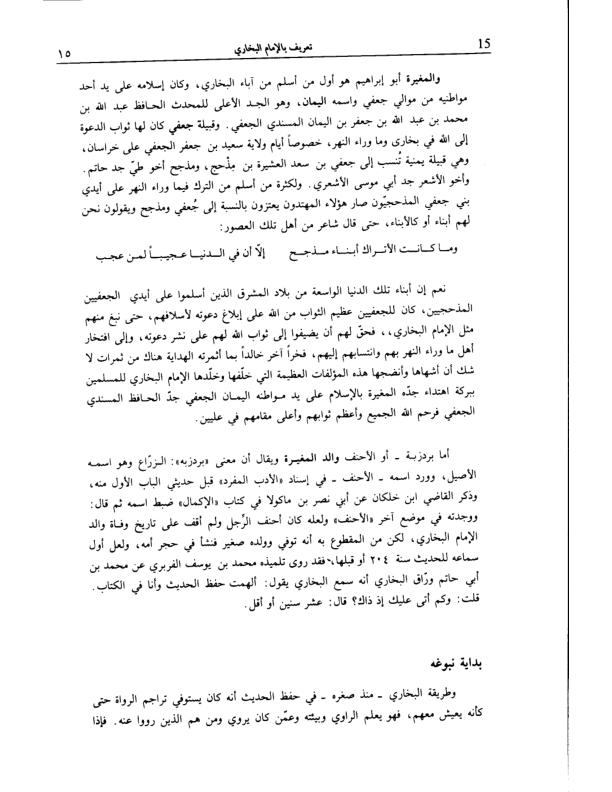 15 تعريف بالإمام البخاري ١٥
والمغيرة أبو إبراهيم هو أول من أسلم من آباء البخاري، وكان إسلامه على يد أحد
مواطنيه من موالي جعفي واسمه اليمان، وهو الجد الأعلى للمحدث الحافظ عبد الله بن
محمد بن عبد الله بن جعفر بن اليمان المسندي الجعفي. وقبيلة جعفي كان لها ثواب الدعوة
إلى الله في بخارى وما وراء النهر، خصوصاً أيام ولاية سعيد بن جعفر الجعفي على خراسان،
وهي قبيلة يمنية تُنسب إلى جعفي بن سعد العشيرة بن مِذْحج، ومذجح أخو طيّ جد حاتم.
وأخو الأشعر جد أبي موسى الأشعري. ولكثرة من أسلم من الترك فيما وراء النهر على أيدي
بني جعفي المذحجيّون صار هؤلاء المهتدون يعتزون بالنسبة إلى جُعفي ومذجح ويقولون نحن
لهم أبناء أو كالأبناء، حتى قال شاعر من أهل تلك العصور:
وما كانت الأتراك أبناء مذجح إلاّ أن في الدنيا عجيباً لمن عجب
نعم إن أبناء تلك الدنيا الواسعة من بلاد المشرق الذين أسلموا على أيدي الجعفيين
المذحجيين، كان للجعفيين عظيم الثواب من الله على إبلاغ دعوته لأسلافهم، حتى نبغ منهم
مثل الإمام البخاري،، فحقّ لهم أن يضيفوا إلى ثواب الله لهم على نشر دعوته، وإلى افتخار
أهل ما وراء النهر بهم وانتسابهم إليهم، فخراً آخر خالداً بما أثمرته الهداية هناك من ثمرات لا
شك أن أشهاها وأنضجها هذه المؤلفات العظيمة التي خلّفها وخلّدها الإمام البخاري للمسلمين
ببركة اهتداء جدّه المغيرة بالإسلام على يد مواطنه اليمان الجعفي جدّ الحافظ المسندي
الجعفي فرحم الله الجميع وأعظم ثوابهم وأعلى مقامهم في عليين.
أما بردزبة ـ أو الأحنف والد المغيرة ويقال أن معنى «بردزبه»: الزرّاع وهو اسمه
الأصيل، وورد اسمه ـ الأحنف ـ في إسناد «الأدب المفرد» قبل حديثي الباب الأول منه،
وذكر القاضي ابن خلكان عن أبي نصر بن ماكولا في كتاب «الإكمال» ضبط اسمه ثم قال:
ووجدته في موضع آخر «الأحنف» ولعله كان أحنف الرِّجل ولم أقف على تاريخ وفاة والد
الإمام البخاري، لكن من المقطوع به أنه توفي وولده صغير فنشأ في حجر أمه، ولعل أول
سماعه للحديث سنة ٢٠٤ أو قبلها، فقد روى تلميذه محمد بن يوسف الفربري عن محمد بن
أبي حاتم ورّاق البخاري أنه سمع البخاري يقول: ألهمت حفظ الحديث وأنا في الكتاب.
قلت: وكم أتى عليك إذ ذاك؟ قال: عشر سنين أو أقل.
بداية نبوغه
وطريقة البخاري ـ منذ صغره ـ في حفظ الحديث أنه كان يستوفي تراجم الرواة حتى
كأنه يعيش معهم، فهو يعلم الراوي وبيئته وعمّن كان يروي ومن هم الذين رووا عنه. فإذا